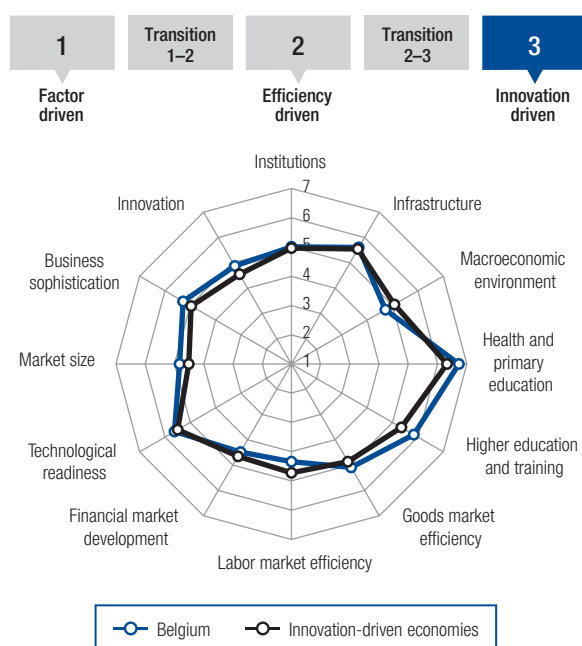 1
Transition
1–2
2
Transition
2–3
3
Factor
driven
Efficiency
driven
Innovation
driven
Institutions
Infrastructure
Macroeconomic
environment
Health and
primary
education
Higher education
and training
Goods market
efficiency
Labor market efficiency
Financial market
development
Technological
readiness
Market size
Business
sophistication
Innovation
7
6
5
4
3
2
1
Belgium
Innovation-driven economies